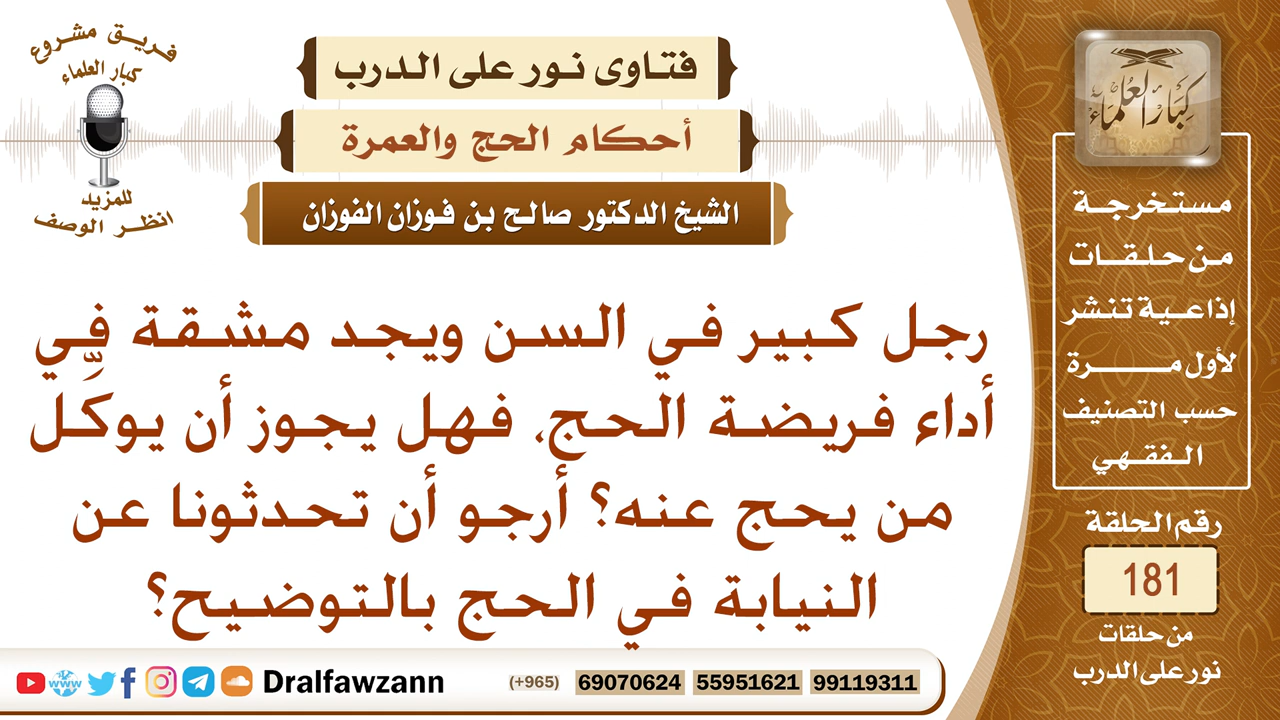 فتاوى نور على الدرب
أحكام الحج والعمرة
الشيخ الدكتور صالح بن فوزان الفوزان
رجل كبير في السن ويجد مشقة في
أداء فريضة الحج، فهل يجوز أن يوكِّل
من يحج عنه؟ أرجو أن تحدثونا عن
النيابة في الحج بالتوضيح؟
كبار العلماء
مستخرجة
من حلقات
إذاعية تنشر
لأول مرة
حسب التصنيف
الفقهي
رقم الحلقة
181
من حلقات
نور على الدرب
فريق مشروع
كبار العلماء
للمزيد
انظر الوصف
www Dralfawzann (+965) 69070624 55951621 99119311